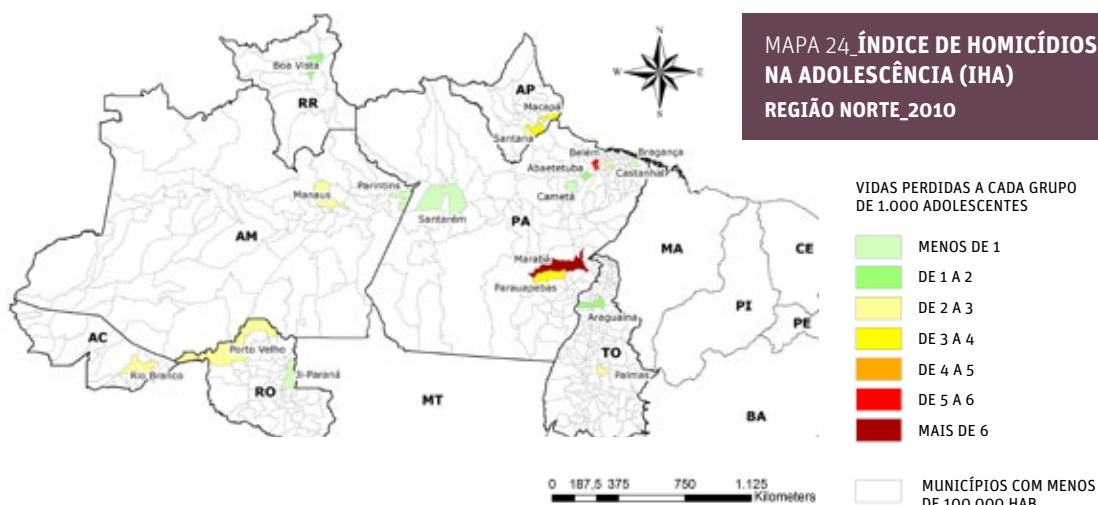 MAPA 24_ÍNDICE DE HOMICÍDIOS
NA ADOLESCÊNCIA (IHA)
REGIÃO NORTE_2010
N
W
E
S
Boa Vista
RR
AP
Macapá
Santana
Belém
Bragança
Abaetetuba
Castanhal
Cametá
Manaus
Parintins
Santarém
AM
PA
MA
CE
Marabá
Parauapebas
PI
PE
Araguaína
AC
Porto Velho
TO
Rio Branco
Ji-Paraná
Palmas
RO
MT
BA
VIDAS PERDIDAS A CADA GRUPO
DE 1.000 ADOLESCENTES
MENOS DE 1
DE 1 A 2
DE 2 A 3
DE 3 A 4
DE 4 A 5
DE 5 A 6
MAIS DE 6
MUNICÍPIOS COM MENOS
DE 100.000 HAB
0 187,5 375 750 1.125
Kilometers